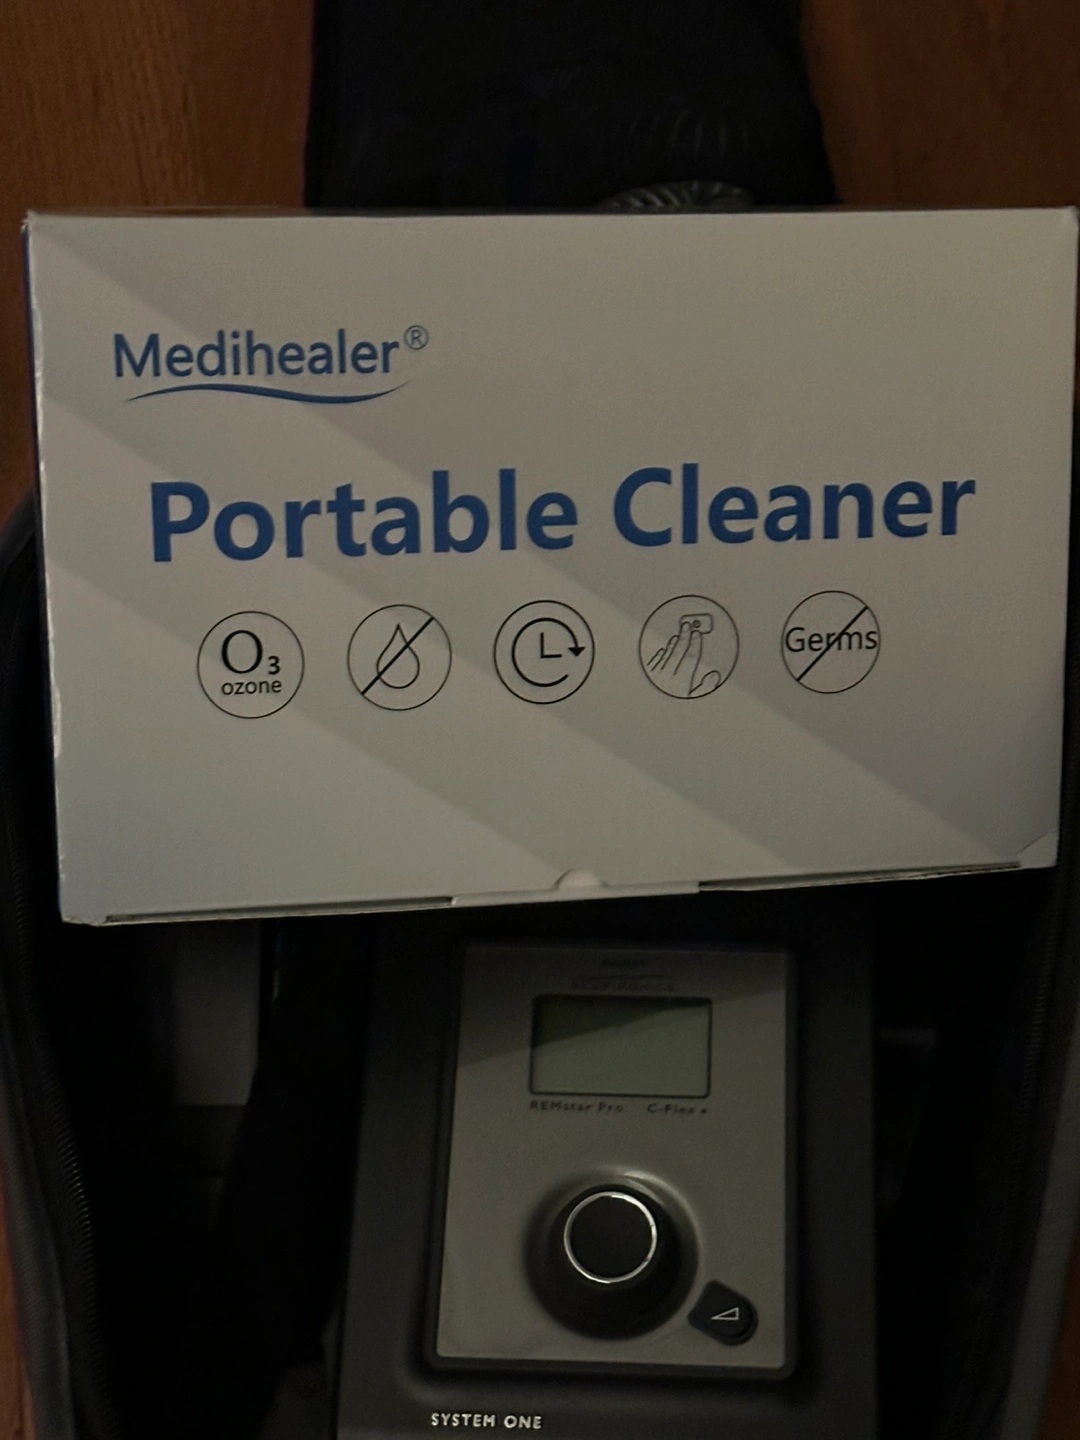 Medihealer®
Portable Cleaner
O3
ozone
Germs
REMstar Pro C-Flex+
SYSTEM ONE